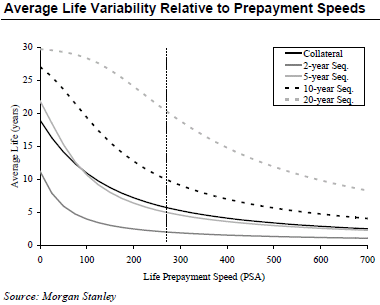 Average Life Variability Relative to Prepayment Speeds
30
25
20
15
10
5
0
Average Life (years)
Collateral
2-year Seq.
5-year Seq.
10-year Seq.
20-year Seq.
0 100 200 300 400 500 600 700
Life Prepayment Speed (PSA)
Source: Morgan Stanley